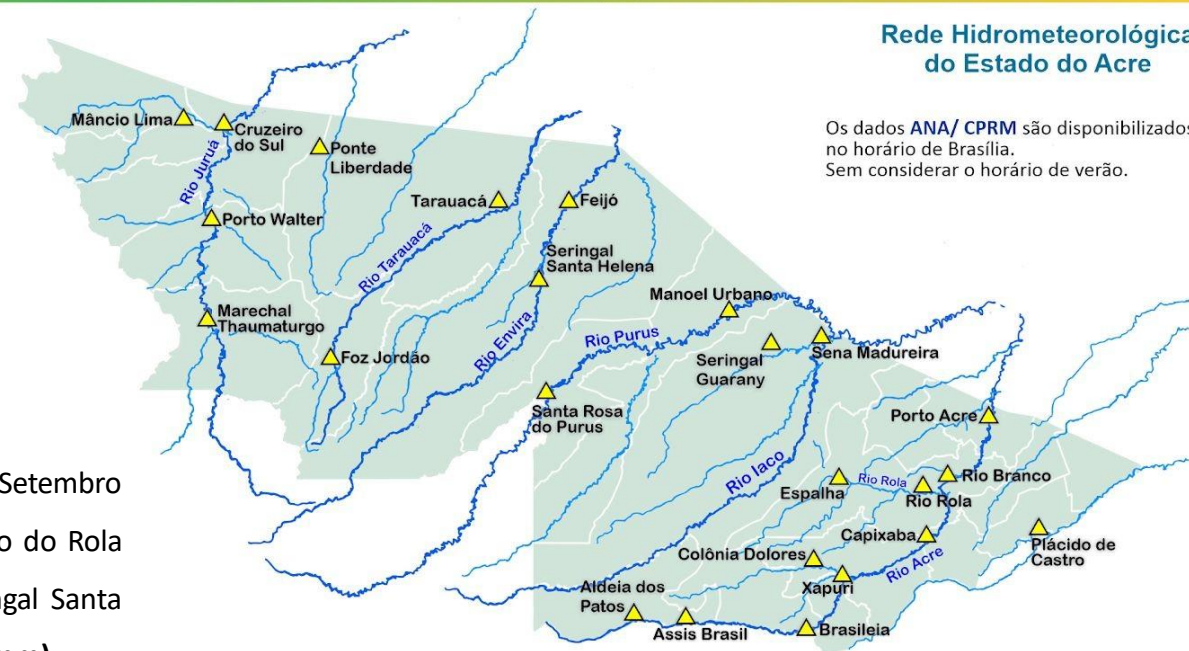 Rede Hidrometeorológica
do Estado do Acre
Os dados ANA/ CPRM são disponibilizados
no horário de Brasília.
Sem considerar o horário de verão.
Mâncio Lima
Cruzeiro
do Sul
Ponte
Liberdade
Rio Juruá
Porto Walter
Tarauacá
Feijó
Rio Tarauacá
Seringal
Santa Helena
Marechal
Thaumaturgo
Foz Jordão
Rio Envira
Manoel Urbano
Rio Purus
Seringal
Guarany
Sena Madureira
Santa Rosa
do Purus
Porto Acre
Rio Iaco
Espalha
Rio Rola
Rio Rola
Rio Branco
Capixaba
Plácido de
Castro
Colônia Dolores
Xapuri
Rio Acre
Aldeia dos
Patos
Assis Brasil
Brasileia
Setembro
do Rola
Santa